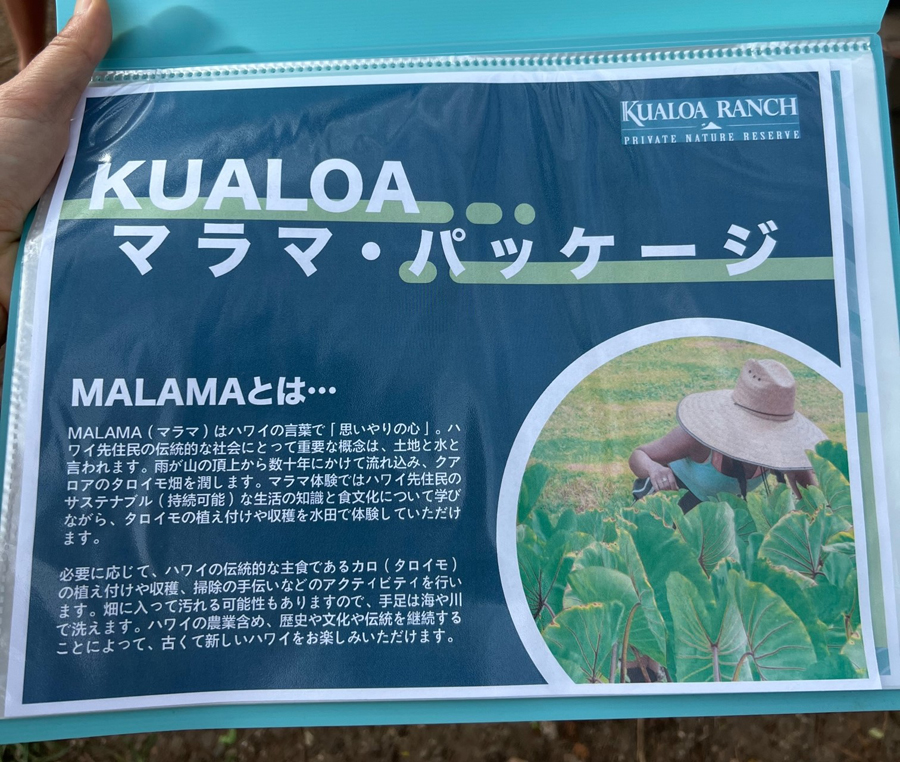 KUALOA RANCH
PRIVATE NATURE RESERVE
KUALOA
マラマ・パッケージ
MALAMAとは…
MALAMA（マラマ）はハワイの言葉で「思いやりの心」。ハ
ワイ先住民の伝統的な社会にとって重要な概念は、土地と水と
言われます。雨が山の頂上から数十年にかけて流れ込み、クア
ロアのタロイモ畑を潤します。マラマ体験ではハワイ先住民の
サステナブル（持続可能）な生活の知識と食文化について学び
ながら、タロイモの植え付けや収穫を水田で体験していただけ
ます。
必要に応じて、ハワイの伝統的な主食であるカロ（タロイモ）
の植え付けや収穫、掃除の手伝いなどのアクティビティを行い
ます。畑に入って汚れる可能性もありますので、手足は海や川
で洗えます。ハワイの農業含め、歴史や文化や伝統を継続する
ことによって、古くて新しいハワイをお楽しみいただけます。